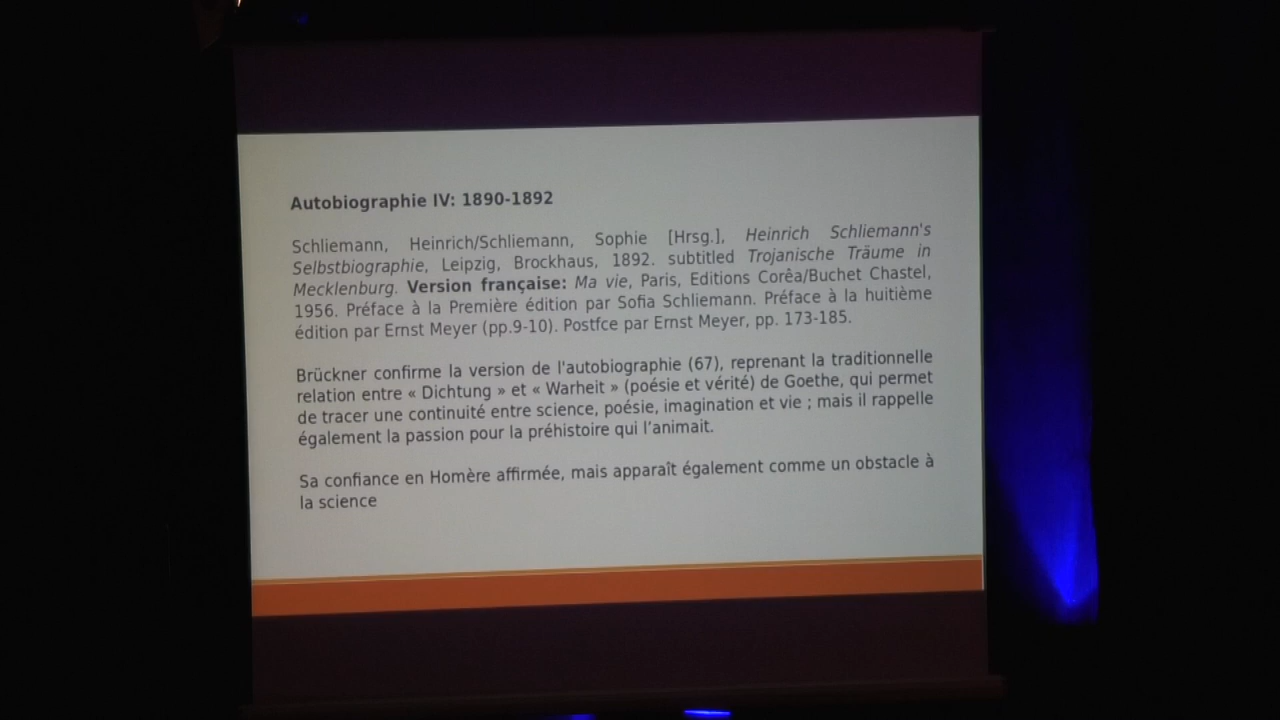 Autobiographie IV: 1890-1892
Schliemann, Heinrich/Schliemann, Sophie [Hrsg.], Heinrich Schliemann's
Selbstbiographie, Leipzig, Brockhaus, 1892. subtitled Trojanische Träume in
Mecklenburg. Version française: Ma vie, Paris, Editions Corêa/Buchet Chastel,
1956. Préface à la Première édition par Sofia Schliemann. Préface à la huitième
édition par Ernst Meyer (pp.9-10). Postfce par Ernst Meyer, pp. 173-185.
Brückner confirme la version de l'autobiographie (67), reprenant la traditionnelle
relation entre « Dichtung » et « Warheit » (poésie et vérité) de Goethe, qui permet
de tracer une continuité entre science, poésie, imagination et vie ; mais il rappelle
également la passion pour la préhistoire qui l’animait.
Sa confiance en Homère affirmée, mais apparaît également comme un obstacle à
la science